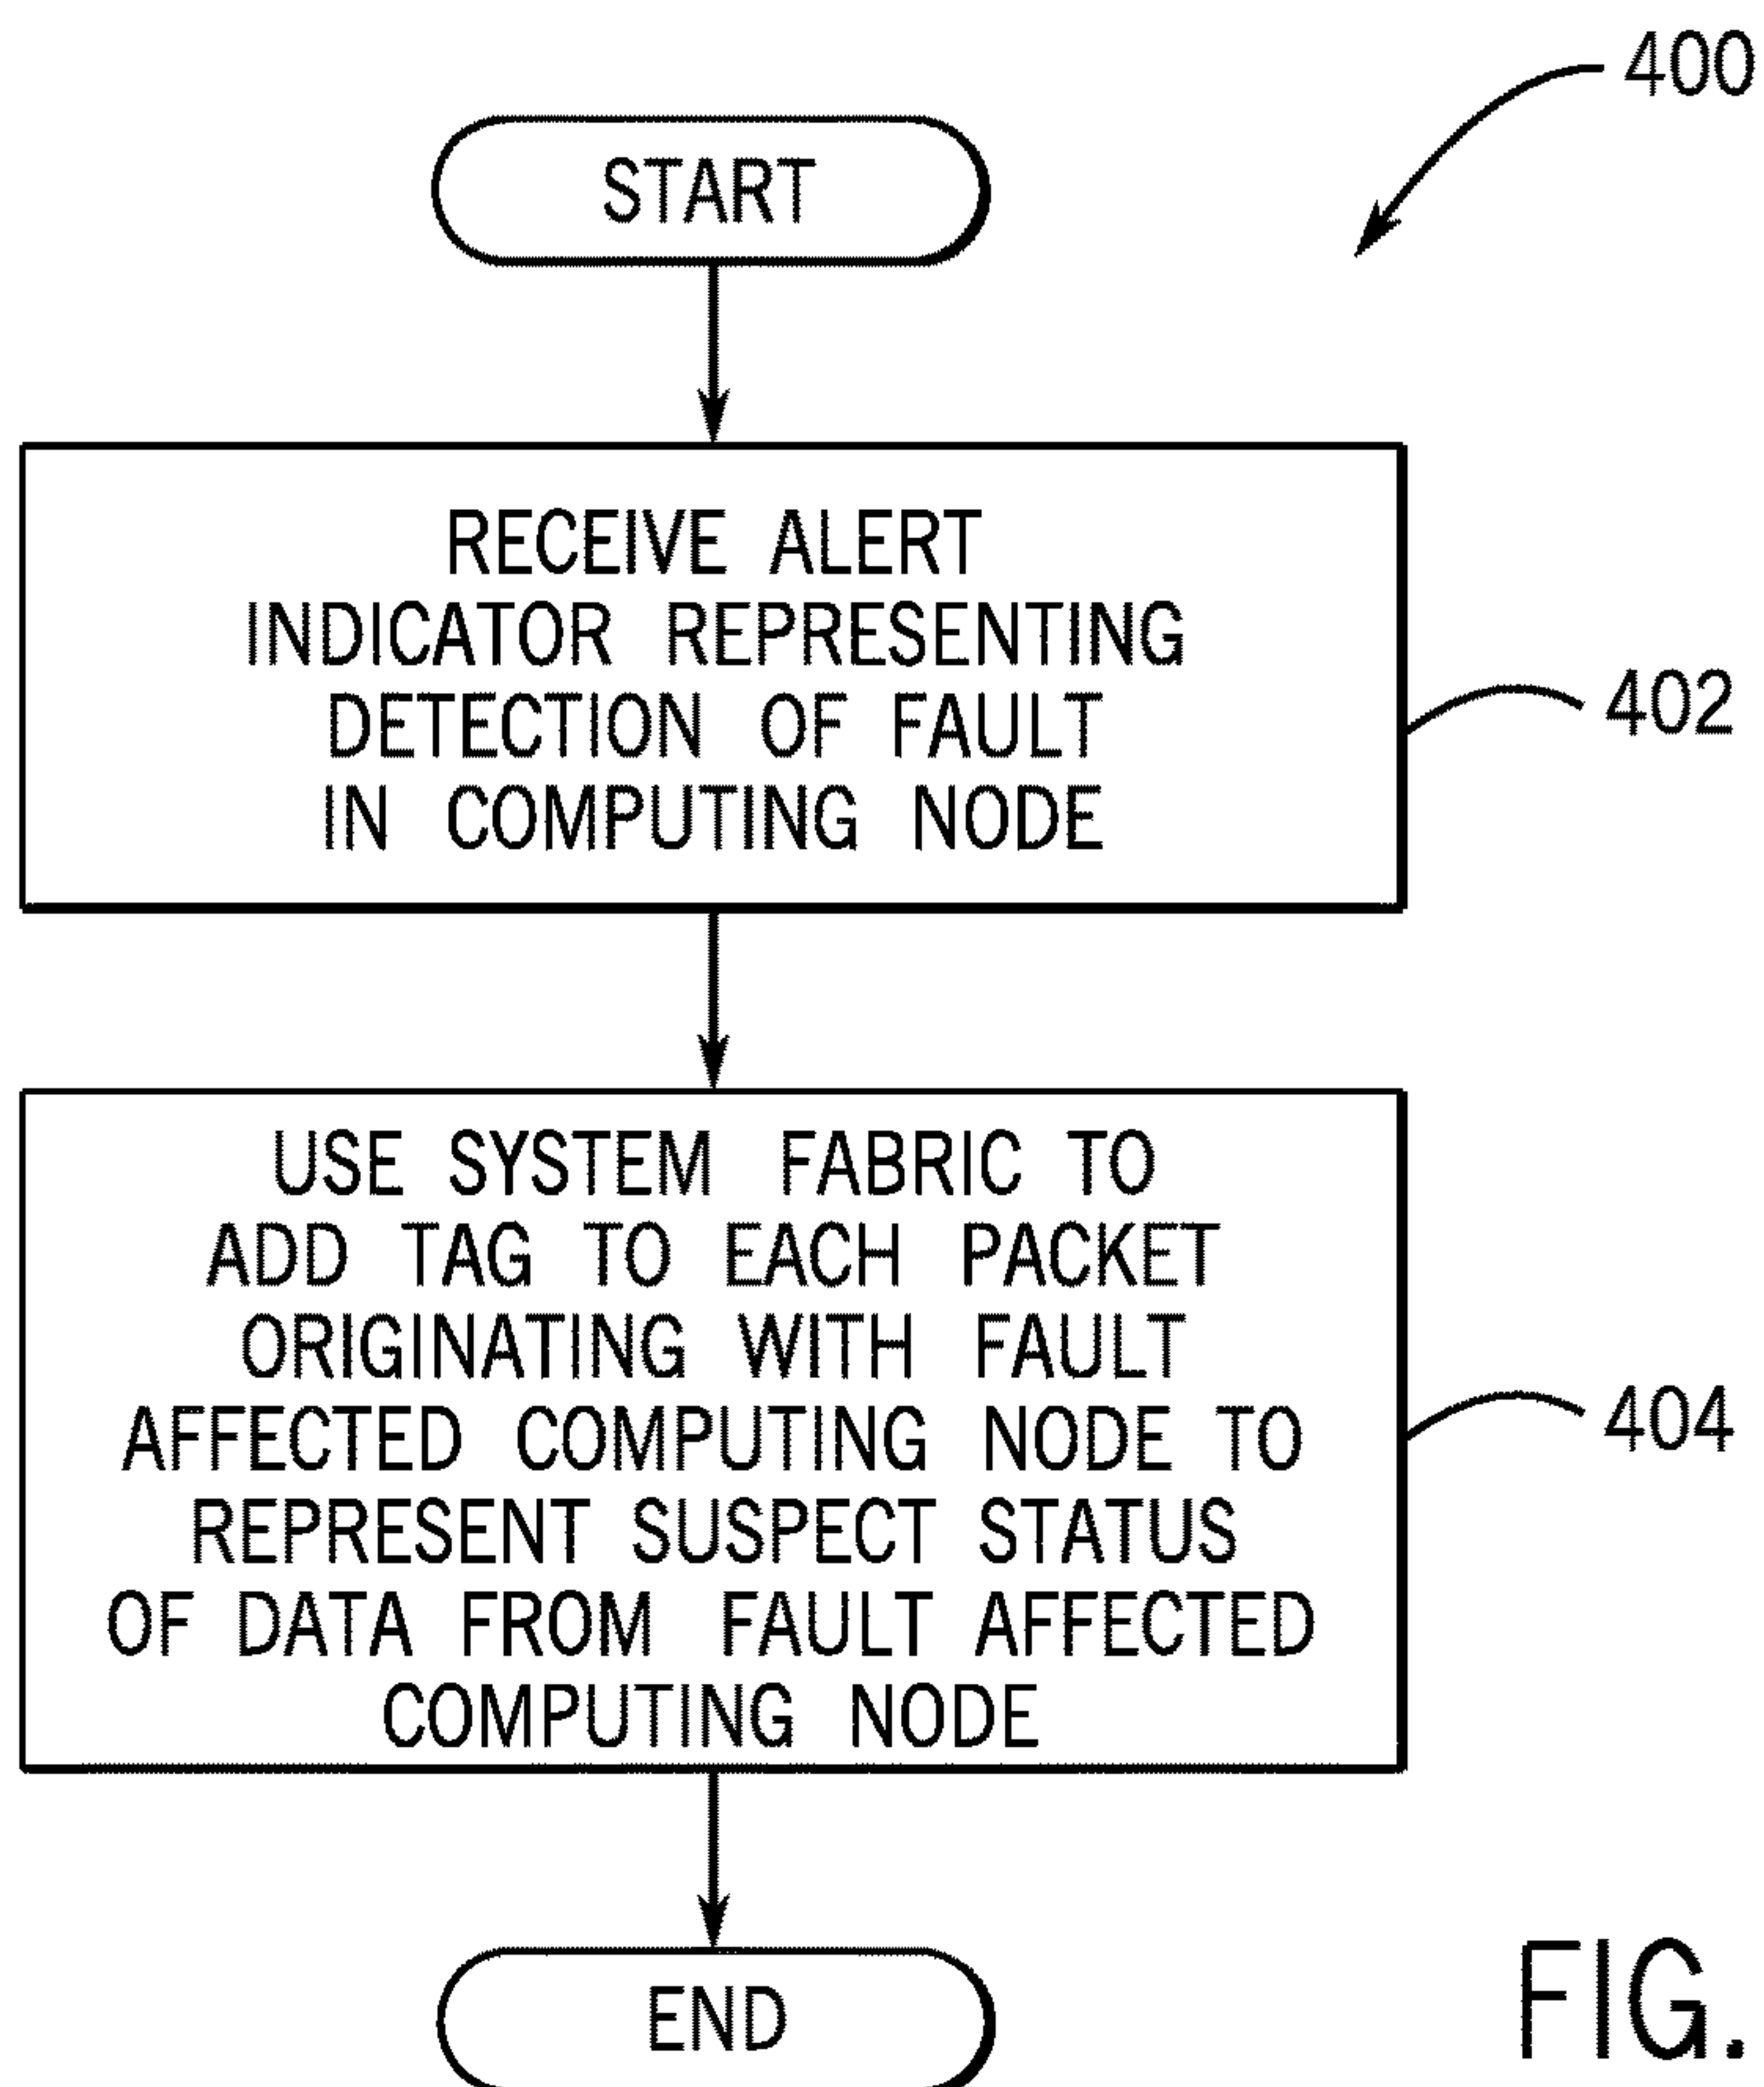 400
START
RECEIVE ALERT
INDICATOR REPRESENTING
DETECTION OF FAULT
IN COMPUTING NODE
402
USE SYSTEM FABRIC TO
ADD TAG TO EACH PACKET
ORIGINATING WITH FAULT
AFFECTED COMPUTING NODE TO
REPRESENT SUSPECT STATUS
OF DATA FROM FAULT AFFECTED
COMPUTING NODE
404
END
FIG.